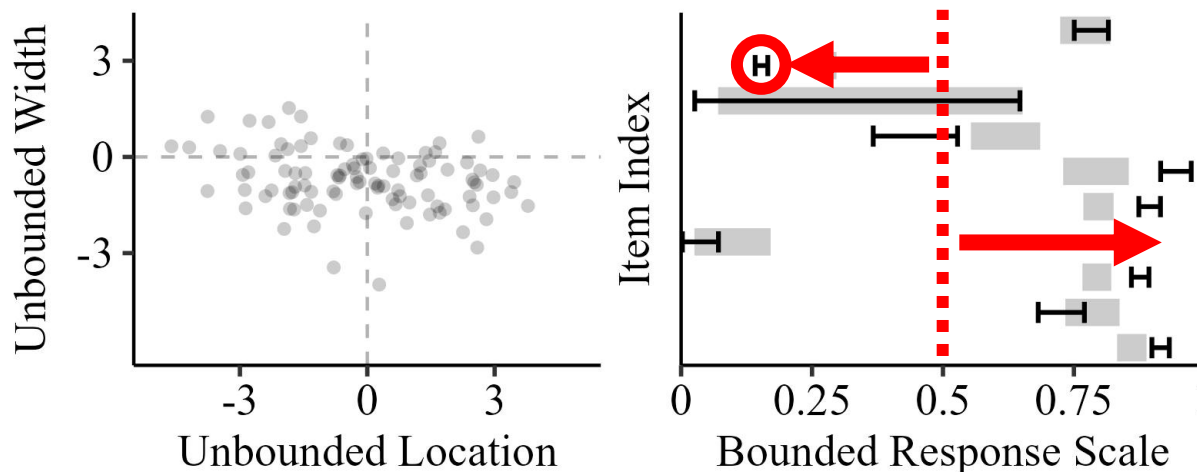 Unbounded Width
3
0
-3
-3
0
3
Unbounded Location
Item Index
0
0.25
0.5
0.75
Bounded Response Scale